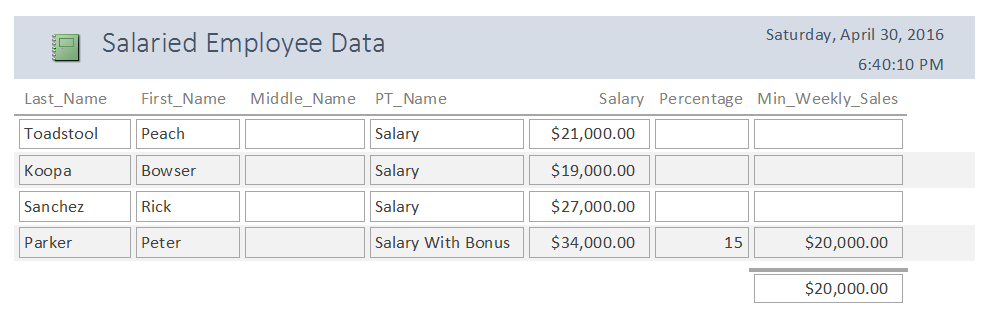 Salaried Employee Data
Saturday, April 30, 2016
6:40:10 PM
Last_Name First_Name Middle_Name PT_Name Salary Percentage Min_Weekly_Sales
Toadstool Peach Salary $21,000.00
Koopa Bowser Salary $19,000.00
Sanchez Rick Salary $27,000.00
Parker Peter Salary With Bonus $34,000.00 15 $20,000.00
$20,000.00